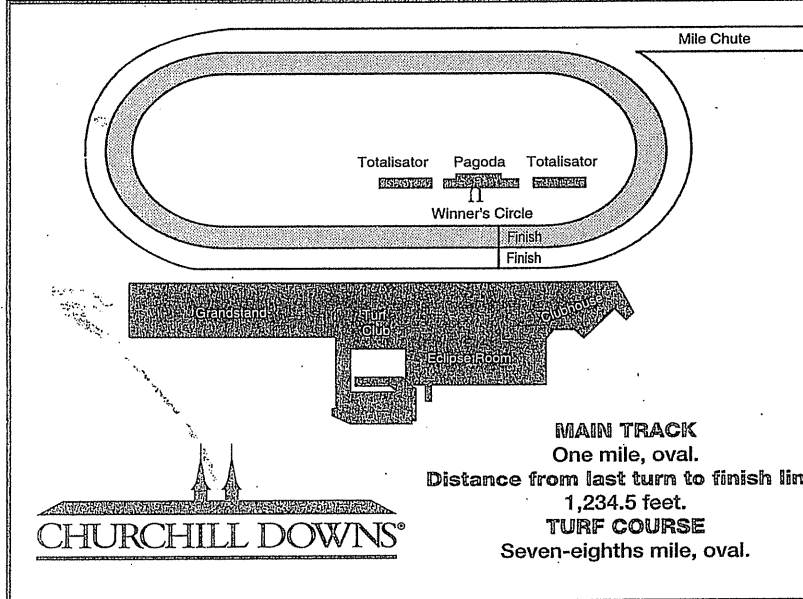 Mile Chute
Totalisator Pagoda Totalisator
Winner's Circle
Finish
Finish
Grandstand
Turf
Club
Clubhouse
Eclipse Room
MAIN TRACK
One mile, oval.
Distance from last turn to finish lin
1,234.5 feet.
TURF COURSE
Seven-eighths mile, oval.
CHURCHILL DOWNS®